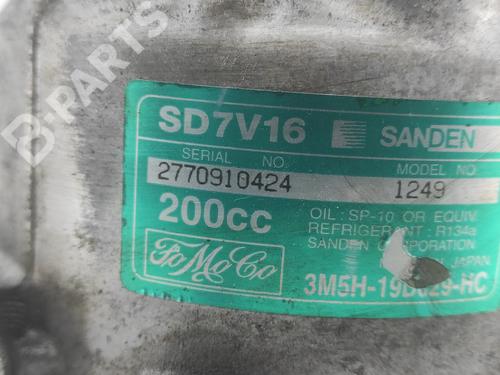 B-PARTS
SD7V16 SANDEN
SERIAL NO. MODEL NO.
2770910424 1249
200cc
OIL : SP-10 OR EQUIV.
REFRIGERANT : R134a
SANDEN CORPORATION
JAPAN
FoMoCo